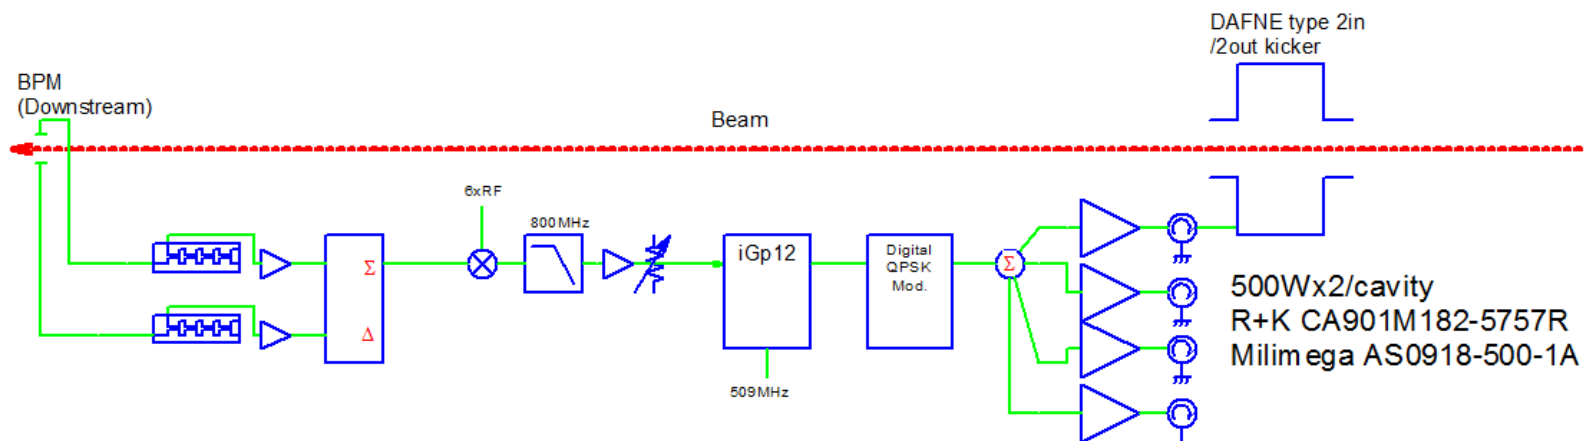 DAFNE type 2in
/2out kicker
BPM
(Downstream)
Beam
6xRF
800MHz
Σ
Δ
iGp12
Digital
QPSK
Mod.
Σ
509MHz
500Wx2/cavity
R+K CA901M182-5757R
Milimega AS0918-500-1A